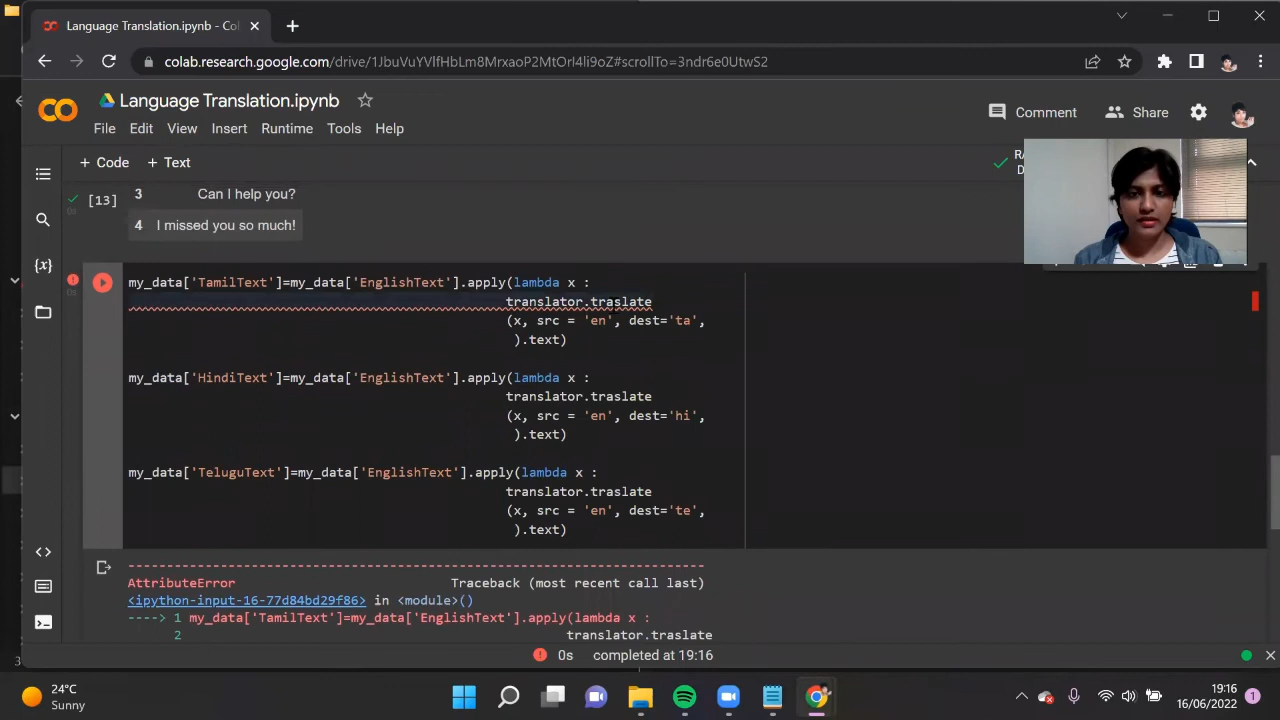 Language Translation.ipynb - Col
colab.research.google.com/drive/1JbuVuYVlfHbLm8MrxaoP2MtOrl4li9oZ#scrollTo=3ndr6e0UtwS2
Language Translation.ipynb
Comment
Share
File Edit View Insert Runtime Tools Help
+ Code + Text
RA
D
[13]
3 Can I help you?
4 I missed you so much!
my_data['TamilText']=my_data['EnglishText'].apply(lambda x :
translator.traslate
(x, src = 'en', dest='ta',
).text)
my_data['HindiText']=my_data['EnglishText'].apply(lambda x :
translator.traslate
(x, src = 'en', dest='hi',
).text)
my_data['TeluguText']=my_data['EnglishText'].apply(lambda x :
translator.traslate
(x, src = 'en', dest='te',
).text)
AttributeError Traceback (most recent call last)
<ipython-input-16-77d84bd29f86> in <module>()
----> 1 my_data['TamilText']=my_data['EnglishText'].apply(lambda x :
2 translator.traslate
0s completed at 19:16
24°C
Sunny
19:16
16/06/2022
1